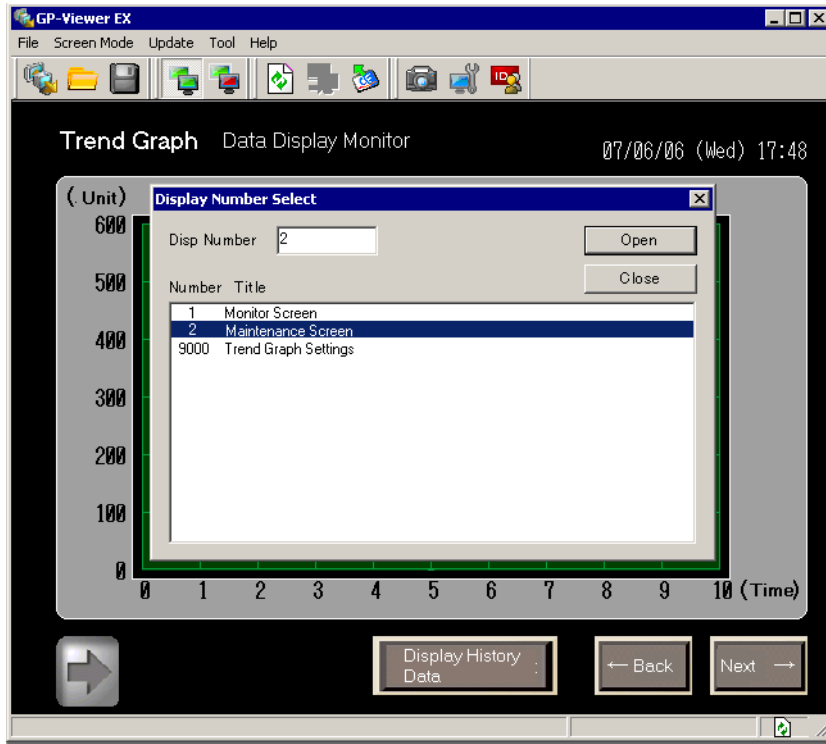 GP-Viewer EX
File Screen Mode Update Tool Help
ID
Trend Graph Data Display Monitor
07/06/06 (Wed) 17:48
(. Unit)
Display Number Select
Disp Number 2
Open
Close
Number Title
1 Monitor Screen
2 Maintenance Screen
9000 Trend Graph Settings
600
500
400
300
200
100
0
0 1 2 3 4 5 6 7 8 9 10 (Time)
Display History :
Data
← Back
Next →